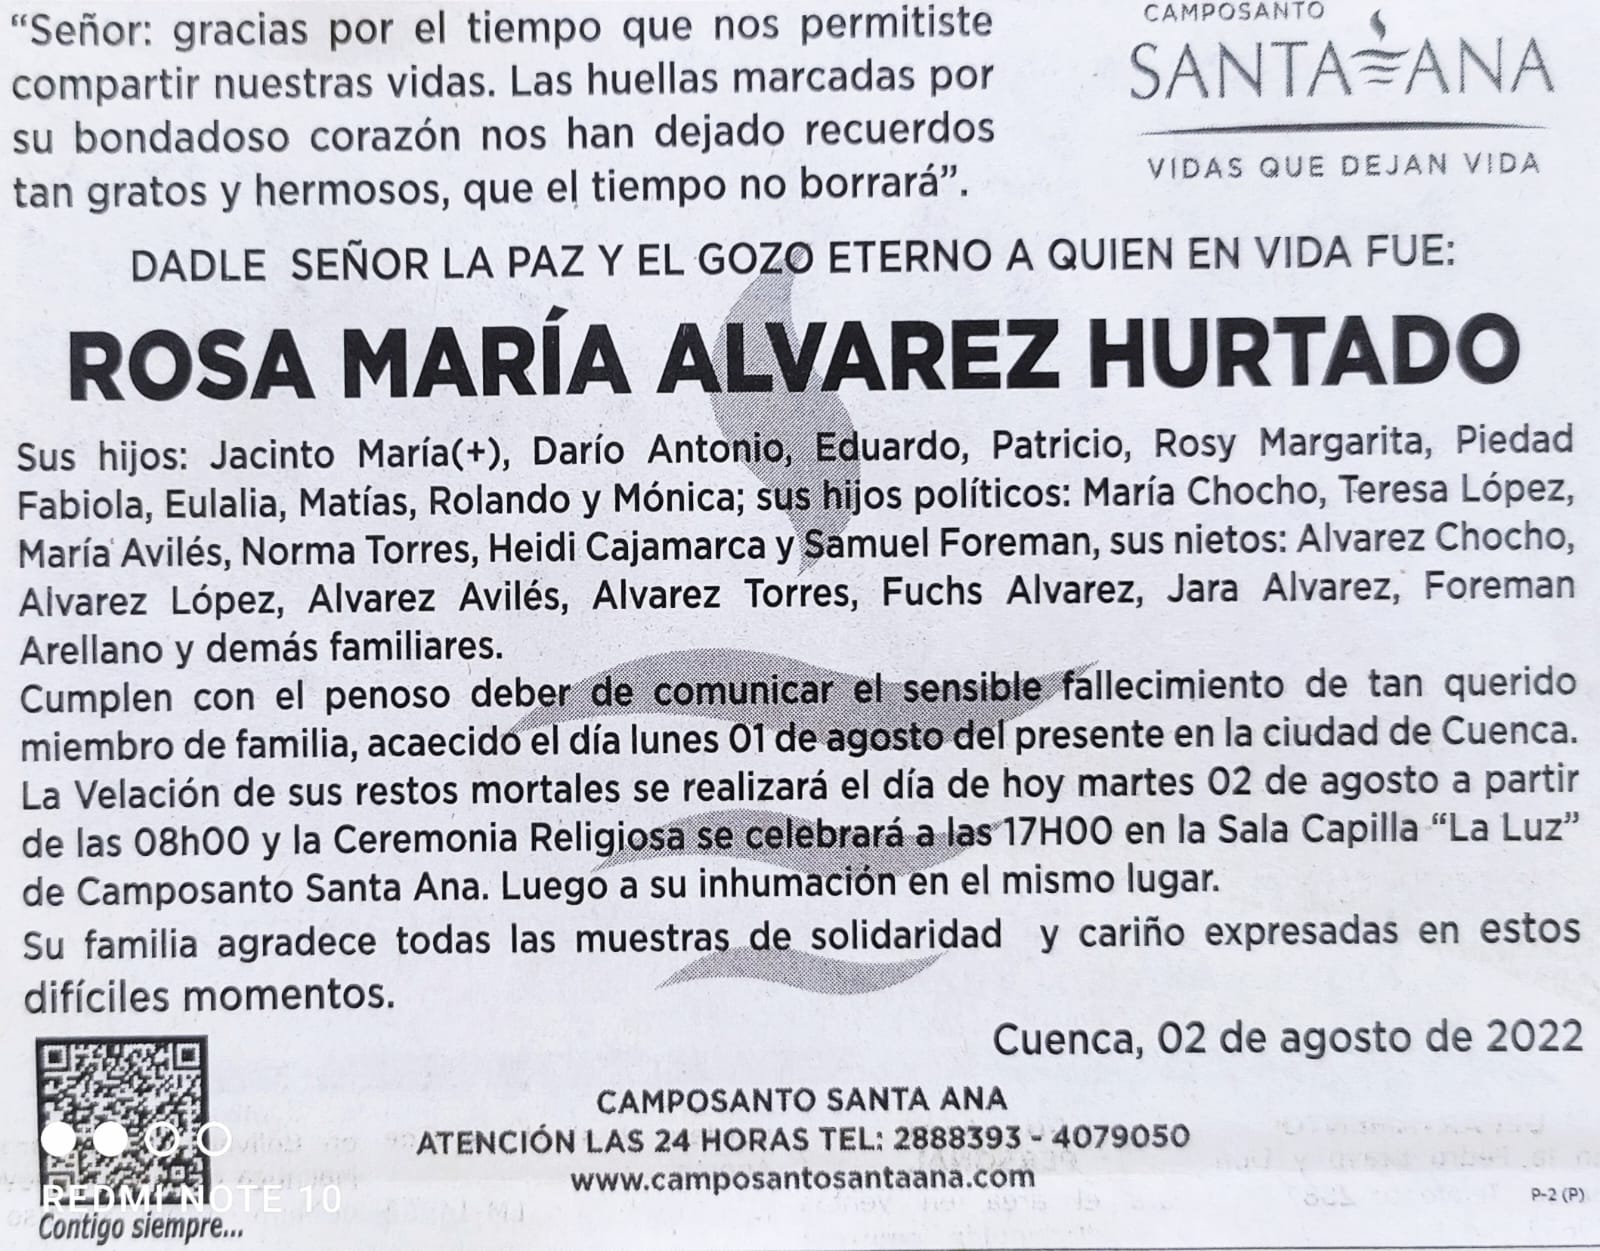 “Señor: gracias por el tiempo que nos permitiste
compartir nuestras vidas. Las huellas marcadas por
su bondadoso corazón nos han dejado recuerdos
tan gratos y hermosos, que el tiempo no borrará”.
CAMPOSANTO
SANTA ANA
VIDAS QUE DEJAN VIDA
DADLE SEÑOR LA PAZ Y EL GOZO ETERNO A QUIEN EN VIDA FUE:
ROSA MARÍA ALVAREZ HURTADO
Sus hijos: Jacinto María(+), Darío Antonio, Eduardo, Patricio, Rosy Margarita, Piedad
Fabiola, Eulalia, Matías, Rolando y Mónica; sus hijos políticos: María Chocho, Teresa López,
María Avilés, Norma Torres, Heidi Cajamarca y Samuel Foreman, sus nietos: Alvarez Chocho,
Alvarez López, Alvarez Avilés, Alvarez Torres, Fuchs Alvarez, Jara Alvarez, Foreman
Arellano y demás familiares.
Cumplen con el penoso deber de comunicar el sensible fallecimiento de tan querido
miembro de familia, acaecido el día lunes 01 de agosto del presente en la ciudad de Cuenca.
La Velación de sus restos mortales se realizará el día de hoy martes 02 de agosto a partir
de las 08h00 y la Ceremonia Religiosa se celebrará a las 17H00 en la Sala Capilla “La Luz”
de Camposanto Santa Ana. Luego a su inhumación en el mismo lugar.
Su familia agradece todas las muestras de solidaridad y cariño expresadas en estos
difíciles momentos.
Cuenca, 02 de agosto de 2022
CAMPOSANTO SANTA ANA
ATENCIÓN LAS 24 HORAS TEL: 2888393 - 4079050
www.camposantosantaana.com
P-2 (P)
REDMI NOTE 10
Contigo siempre...